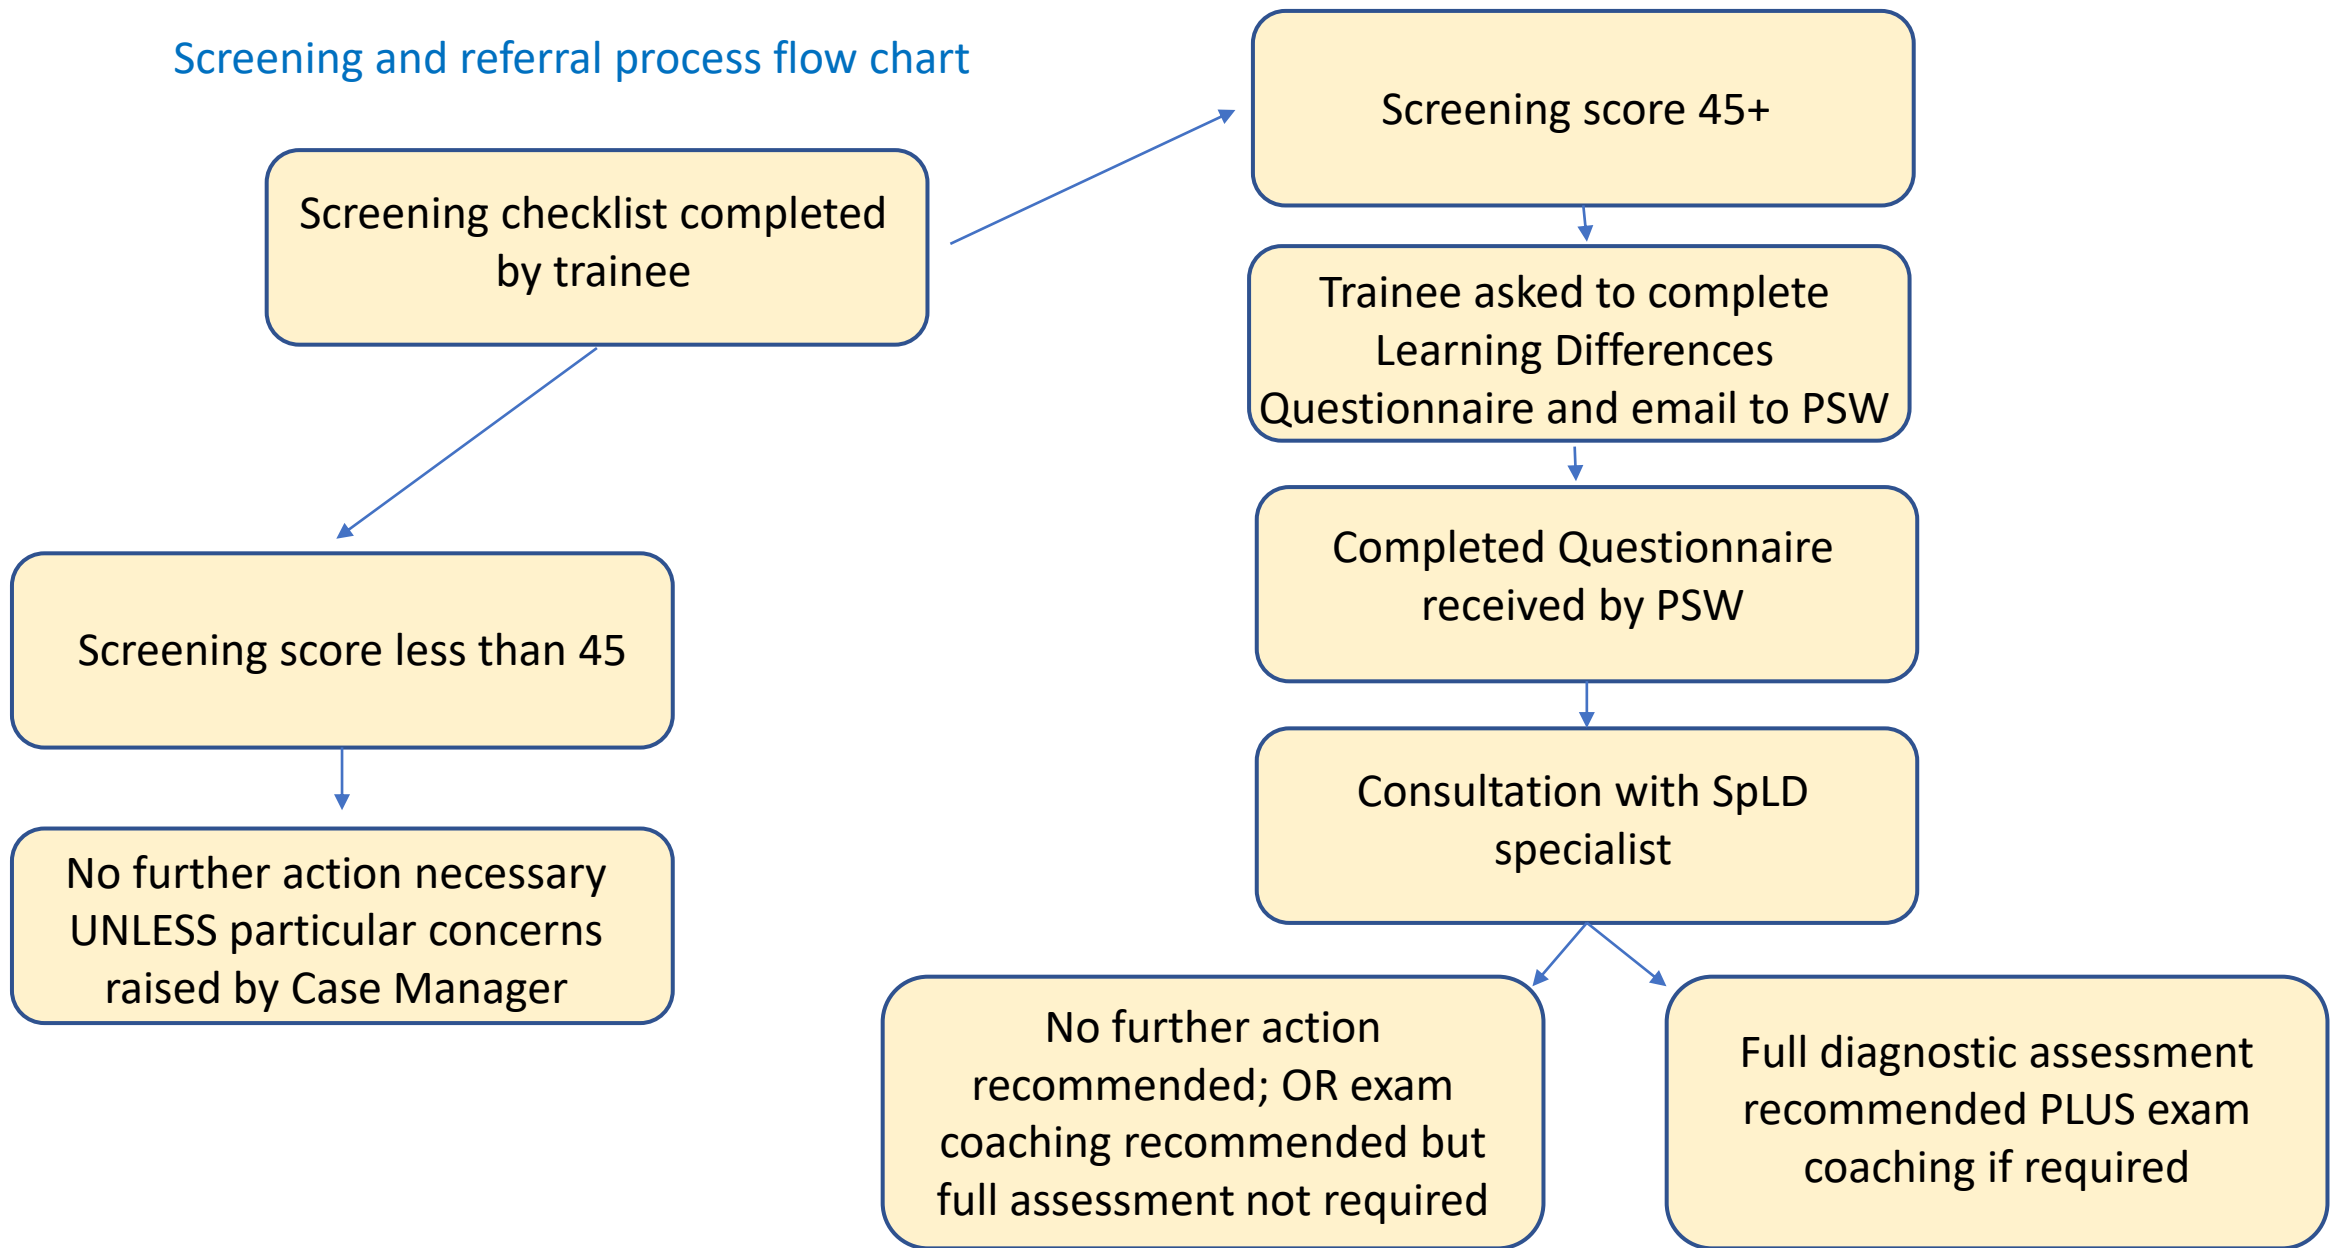 Screening and referral process flow chart
Screening checklist completed
by trainee
Screening score 45+
Trainee asked to complete
Learning Differences
Questionnaire and email to PSW
Completed Questionnaire
received by PSW
Consultation with SpLD
specialist
No further action
recommended; OR exam
coaching recommended but
full assessment not required
Full diagnostic assessment
recommended PLUS exam
coaching if required
Screening score less than 45
No further action necessary
UNLESS particular concerns
raised by Case Manager